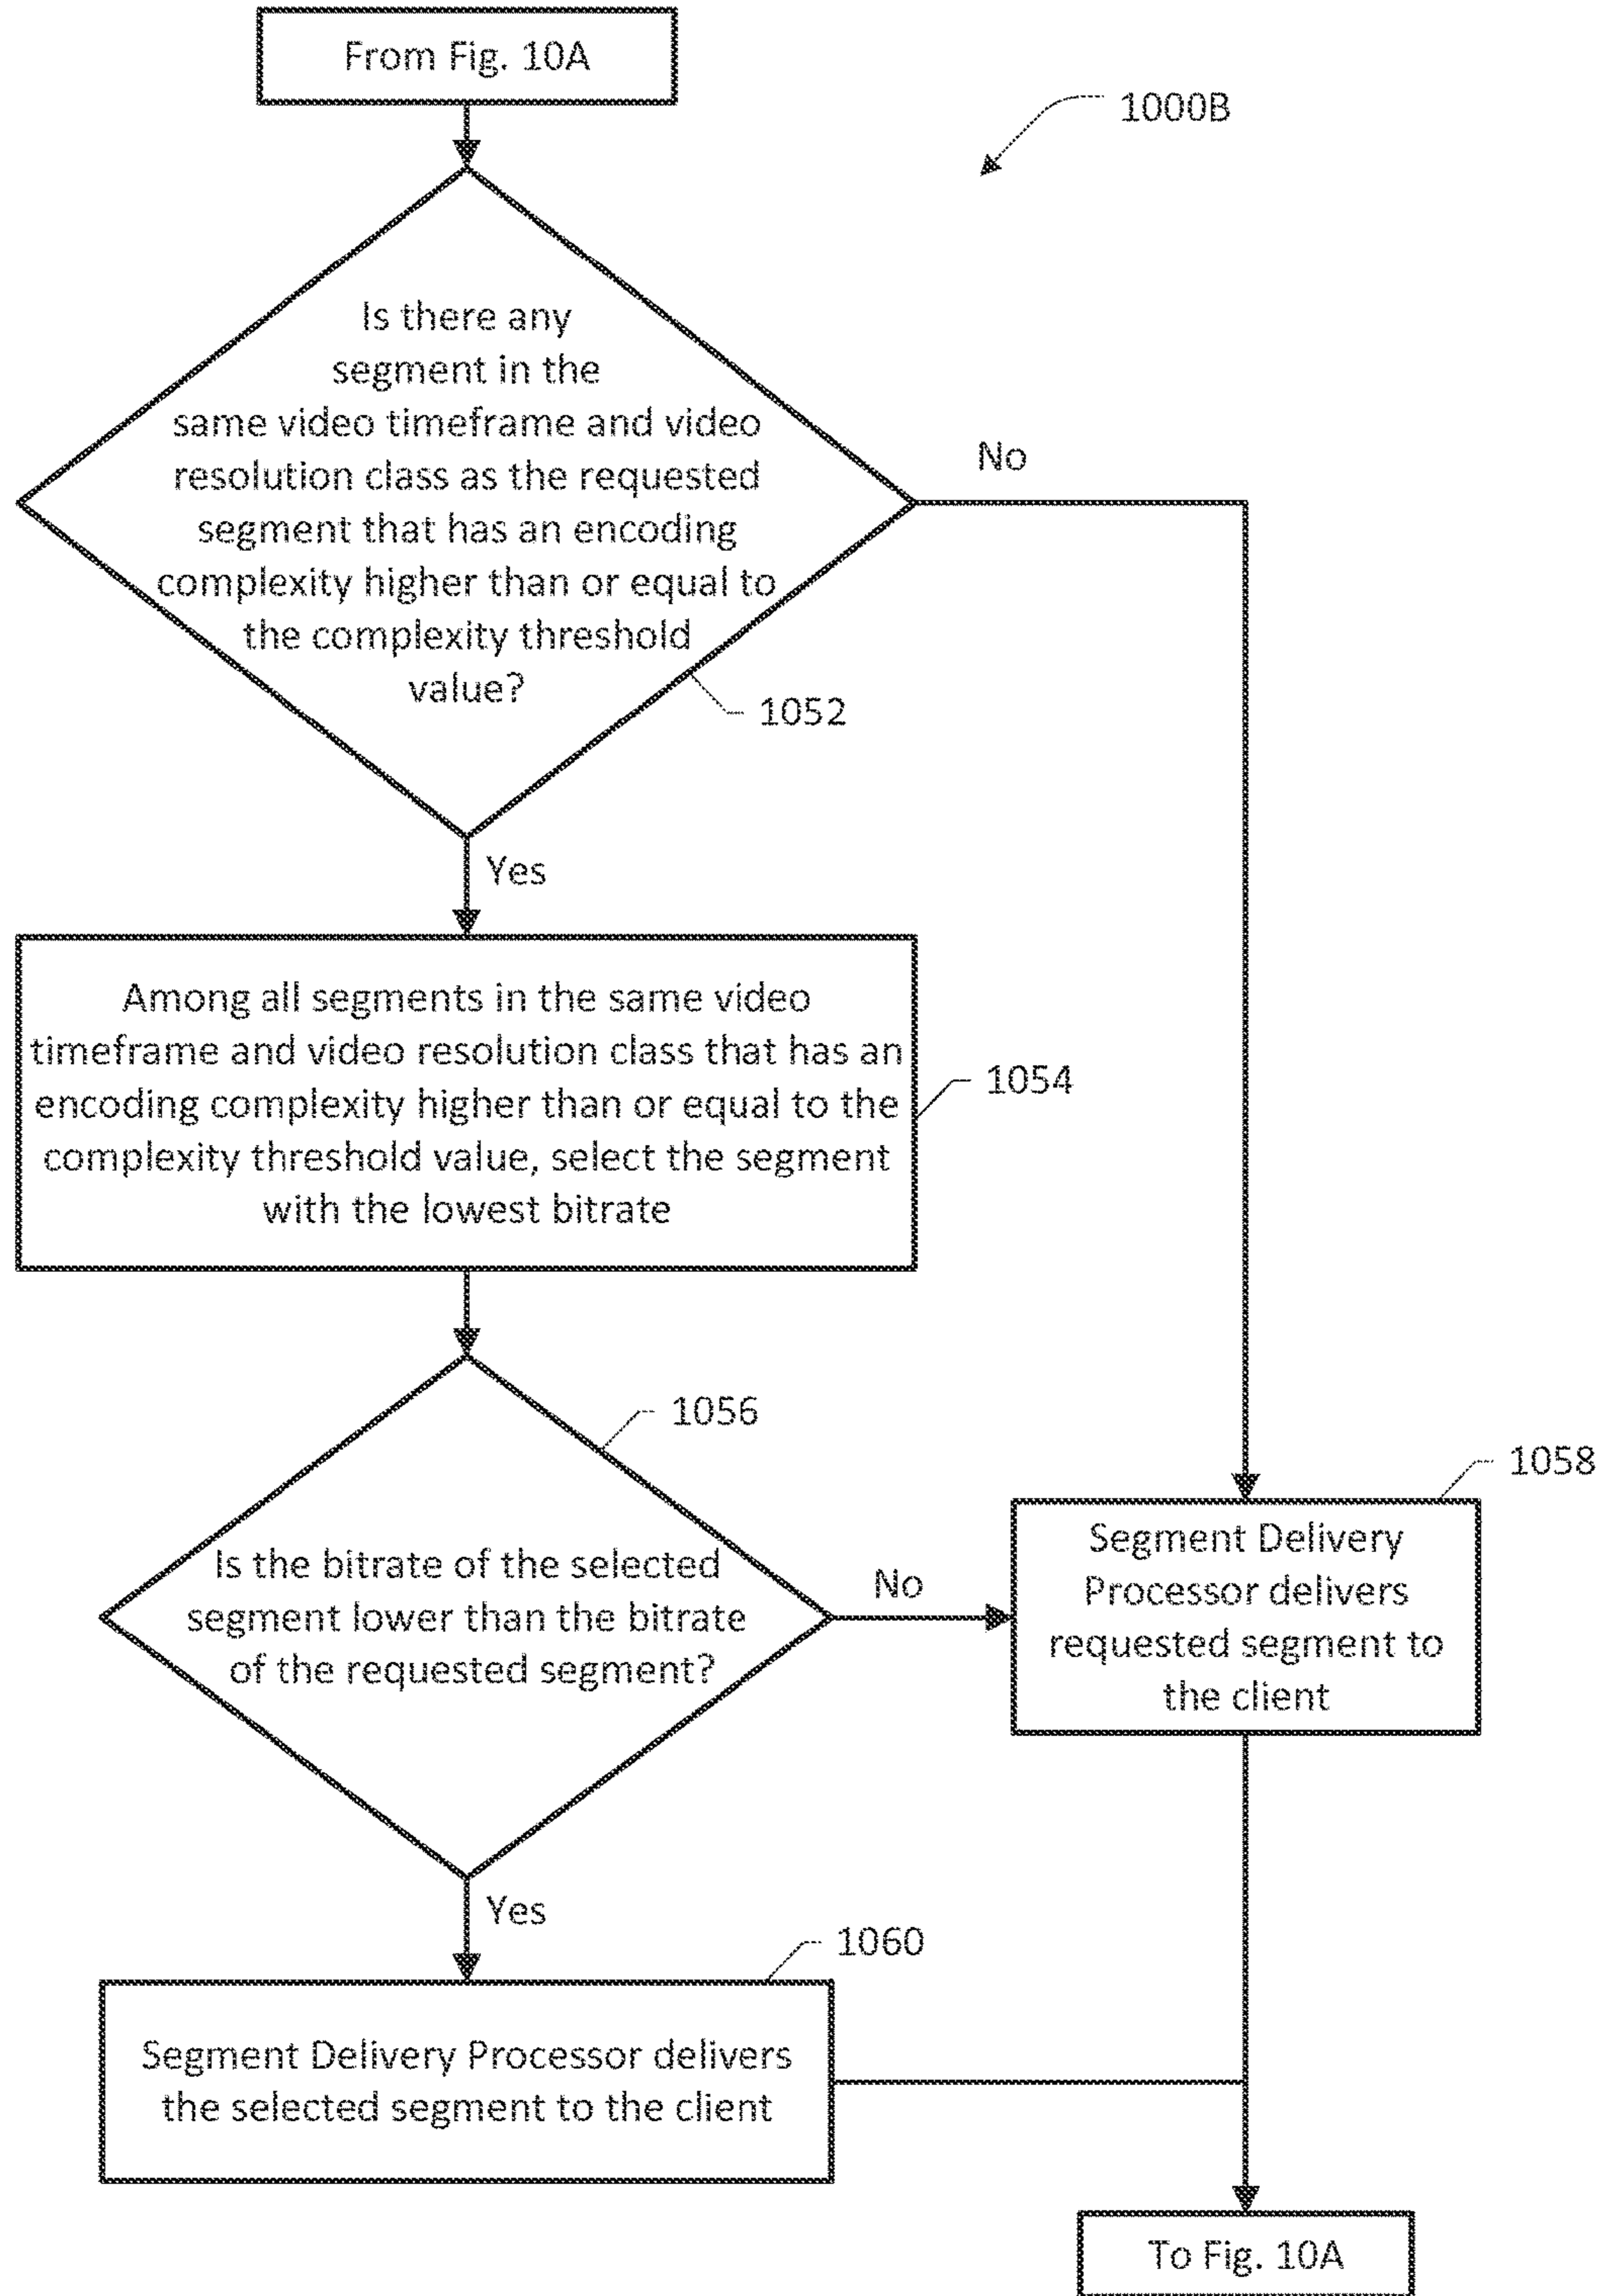 From Fig. 10A
1000B
Is there any
segment in the
same video timeframe and video
resolution class as the requested
segment that has an encoding
complexity higher than or equal to
the complexity threshold
value?
No
1052
Yes
Among all segments in the same video
timeframe and video resolution class that has an
encoding complexity higher than or equal to the
complexity threshold value, select the segment
with the lowest bitrate
1054
1056
Is the bitrate of the selected
segment lower than the bitrate
of the requested segment?
No
1058
Segment Delivery
Processor delivers
requested segment to
the client
Yes
1060
Segment Delivery Processor delivers
the selected segment to the client
To Fig. 10A